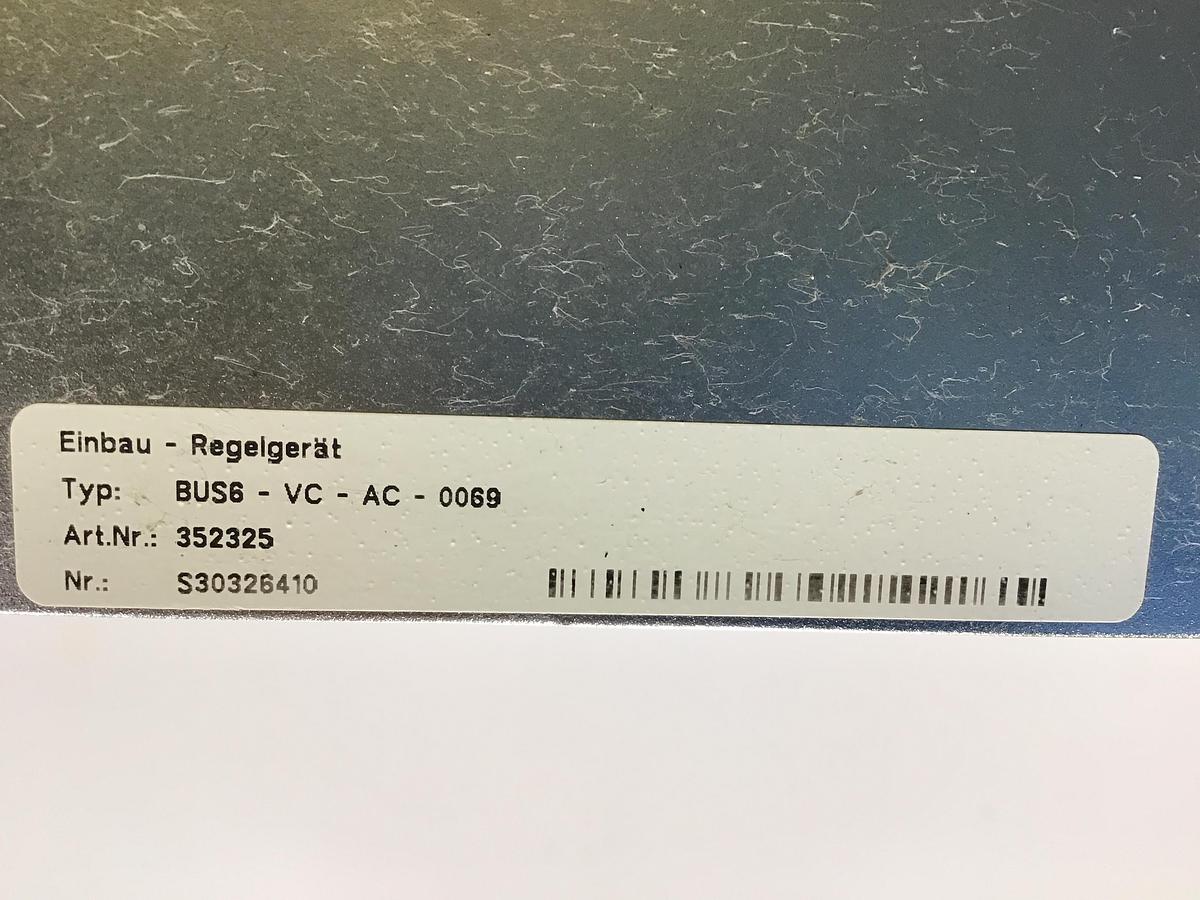 Einbau - Regelgerät
Typ: BUS6 - VC - AC - 0069
Art.Nr.: 352325
Nr.: S30326410